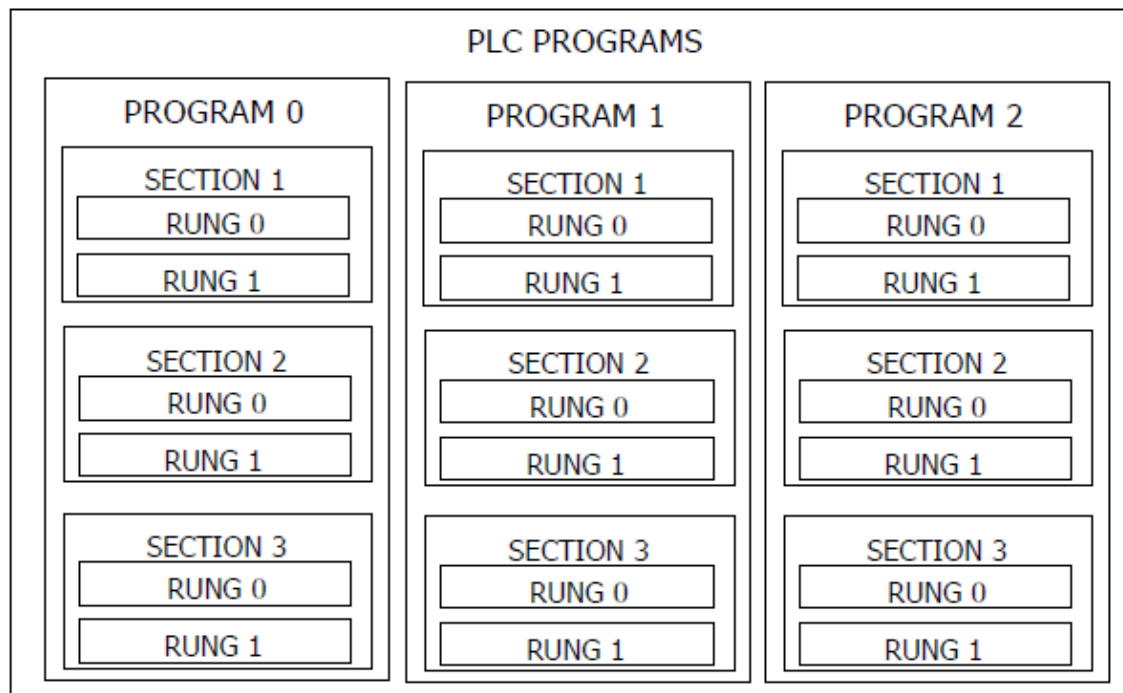 PLC PROGRAMS
PROGRAM 0
SECTION 1
RUNG 0
RUNG 1
SECTION 2
RUNG 0
RUNG 1
SECTION 3
RUNG 0
RUNG 1
PROGRAM 1
SECTION 1
RUNG 0
RUNG 1
SECTION 2
RUNG 0
RUNG 1
SECTION 3
RUNG 0
RUNG 1
PROGRAM 2
SECTION 1
RUNG 0
RUNG 1
SECTION 2
RUNG 0
RUNG 1
SECTION 3
RUNG 0
RUNG 1